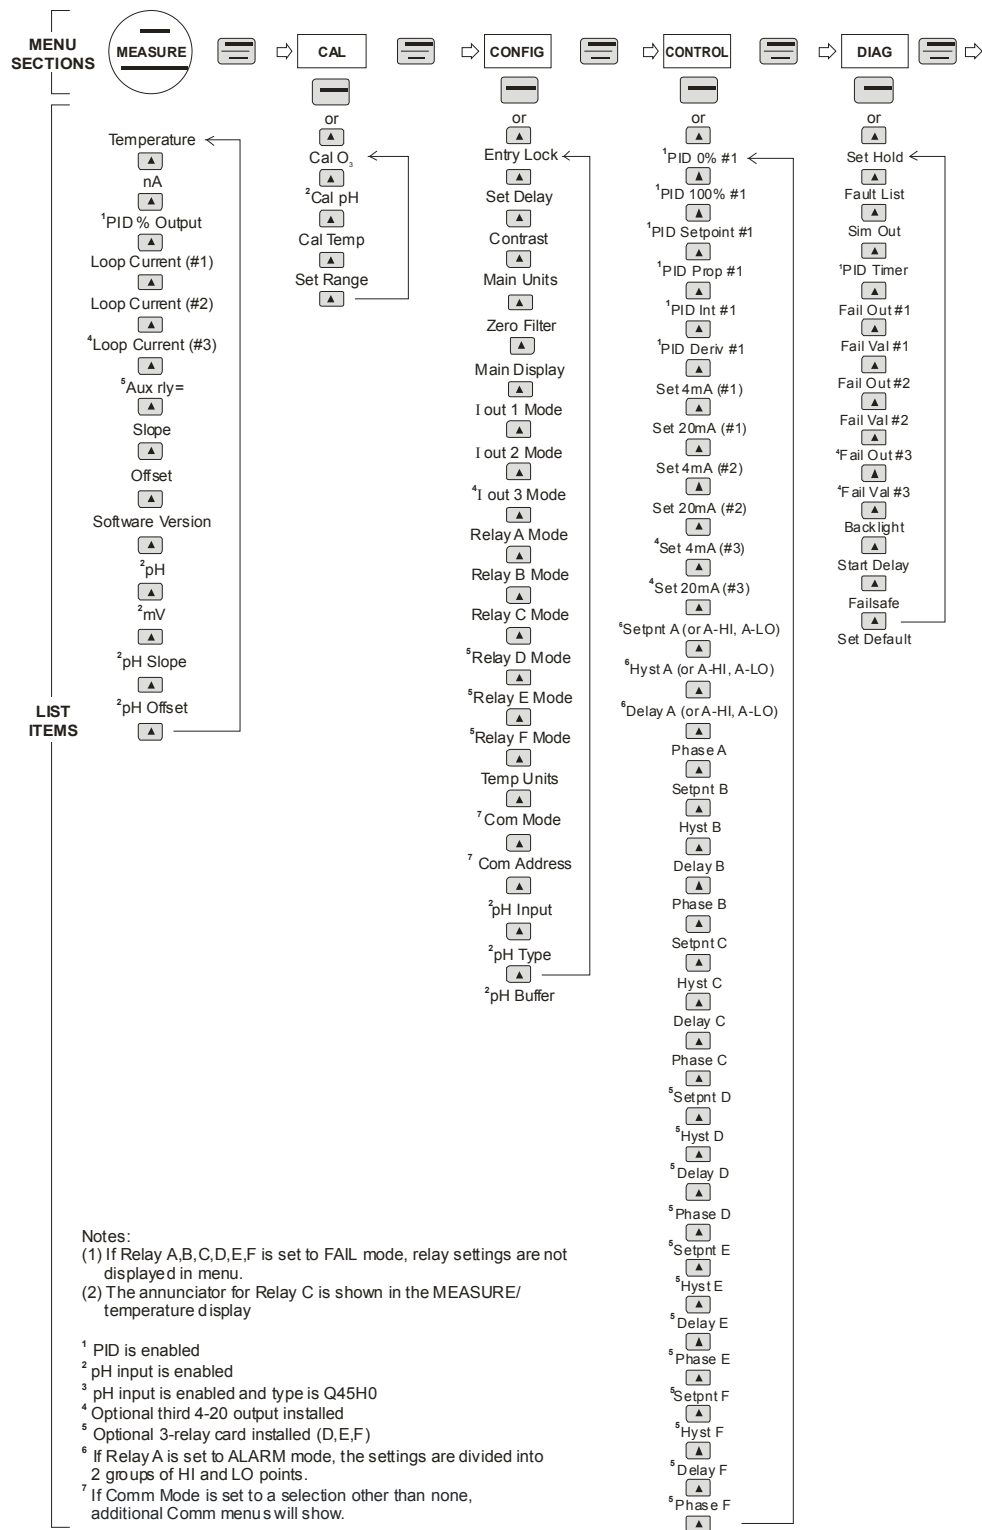 MENU
SECTIONS
MEASURE
CAL
CONFIG
CONTROL
DIAG
LIST
ITEMS
Temperature
nA
¹PID % Output
Loop Current (#1)
Loop Current (#2)
⁴Loop Current (#3)
⁵Aux rly=
Slope
Offset
Software Version
²pH
²mV
²pH Slope
²pH Offset
or
Cal O₃
²Cal pH
Cal Temp
Set Range
or
Entry Lock
Set Delay
Contrast
Main Units
Zero Filter
Main Display
I out 1 Mode
I out 2 Mode
⁴I out 3 Mode
Relay A Mode
Relay B Mode
Relay C Mode
⁵Relay D Mode
⁵Relay E Mode
⁵Relay F Mode
Temp Units
⁷Com Mode
⁷ Com Address
²pH Input
²pH Type
²pH Buffer
or
¹PID 0% #1
¹PID 100% #1
¹PID Setpoint #1
¹PID Prop #1
¹PID Int #1
¹PID Deriv #1
Set 4mA (#1)
Set 20mA (#1)
Set 4mA (#2)
Set 20mA (#2)
⁴Set 4mA (#3)
⁴Set 20mA (#3)
⁶Setpnt A (or A-HI, A-LO)
⁶Hyst A (or A-HI, A-LO)
⁶Delay A (or A-HI, A-LO)
Phase A
Setpnt B
Hyst B
Delay B
Phase B
Setpnt C
Hyst C
Delay C
Phase C
⁵Setpnt D
⁵Hyst D
⁵Delay D
⁵Phase D
⁵Setpnt E
⁵Hyst E
⁵Delay E
⁵Phase E
⁵Setpnt F
⁵Hyst F
⁵Delay F
⁵Phase F
or
Set Hold
Fault List
Sim Out
¹PID Timer
Fail Out #1
Fail Val #1
Fail Out #2
Fail Val #2
⁴Fail Out #3
⁴Fail Val #3
Backlight
Start Delay
Failsafe
Set Default
Notes:
(1) If Relay A,B,C,D,E,F is set to FAIL mode, relay settings are not
displayed in menu.
(2) The annunciator for Relay C is shown in the MEASURE/
temperature display
¹ PID is enabled
² pH input is enabled
³ pH input is enabled and type is Q45H0
⁴ Optional third 4-20 output installed
⁵ Optional 3-relay card installed (D,E,F)
⁶ If Relay A is set to ALARM mode, the settings are divided into
2 groups of HI and LO points.
⁷ If Comm Mode is set to a selection other than none,
additional Comm menus will show.